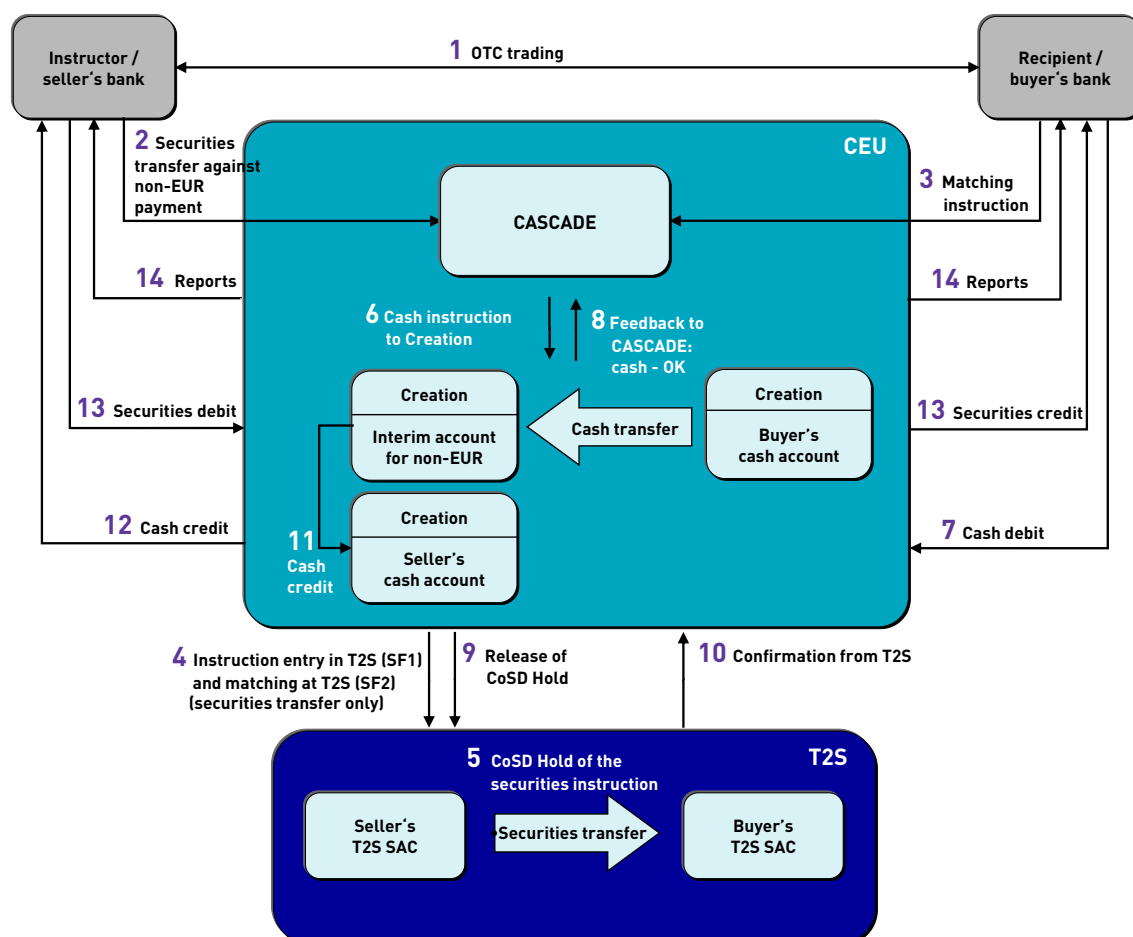 Instructor /
seller‘s bank
1 OTC trading
Recipient /
buyer‘s bank
2 Securities
transfer against
non-EUR
payment
CEU
3 Matching
instruction
CASCADE
14 Reports
14 Reports
6 Cash instruction
to Creation
8 Feedback to
CASCADE:
cash - OK
Creation
Interim account
for non-EUR
Cash transfer
Creation
Buyer’s
cash account
13 Securities debit
13 Securities credit
12 Cash credit
11
Cash
credit
Creation
Seller’s
cash account
7 Cash debit
4 Instruction entry in T2S (SF1)
and matching at T2S (SF2)
(securities transfer only)
9 Release of
CoSD Hold
10 Confirmation from T2S
T2S
5 CoSD Hold of the
securities instruction
Seller‘s
T2S SAC
Securities transfer
Buyer’s
T2S SAC